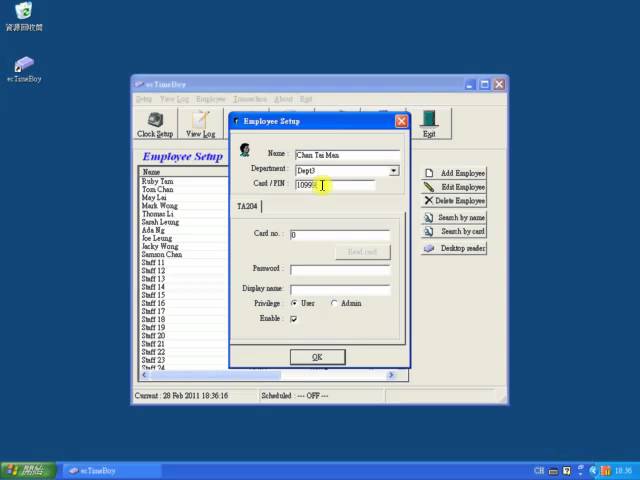 資源回收筒
ecTimeBoy
ecTimeBoy
Setup View Log Employee Transaction About Exit
Clock Setup View Log Exit
Employee Setup
Name
Ruby Tam
Tom Chan
May Lai
Mark Wong
Thomas Li
Sarah Leung
Ada Ng
Joe Leung
Jacky Wong
Samson Chan
Staff 11
Staff 12
Staff 13
Staff 14
Staff 15
Staff 16
Staff 17
Staff 18
Staff 19
Staff 20
Staff 21
Staff 22
Staff 23
Staff 24
Employee Setup
Name : Chan Tai Man
Department : Dept3
Card / PIN :
TA204
Card no. : 0
Read card
Password :
Display name:
Privilege : User Admin
Enable :
OK
Add Employee
Edit Employee
Delete Employee
Search by name
Search by card
Desktop reader
Current : 28 Feb 2011 18:36:16 Scheduled : --- OFF ---
開始 ecTimeBoy CH 18:36